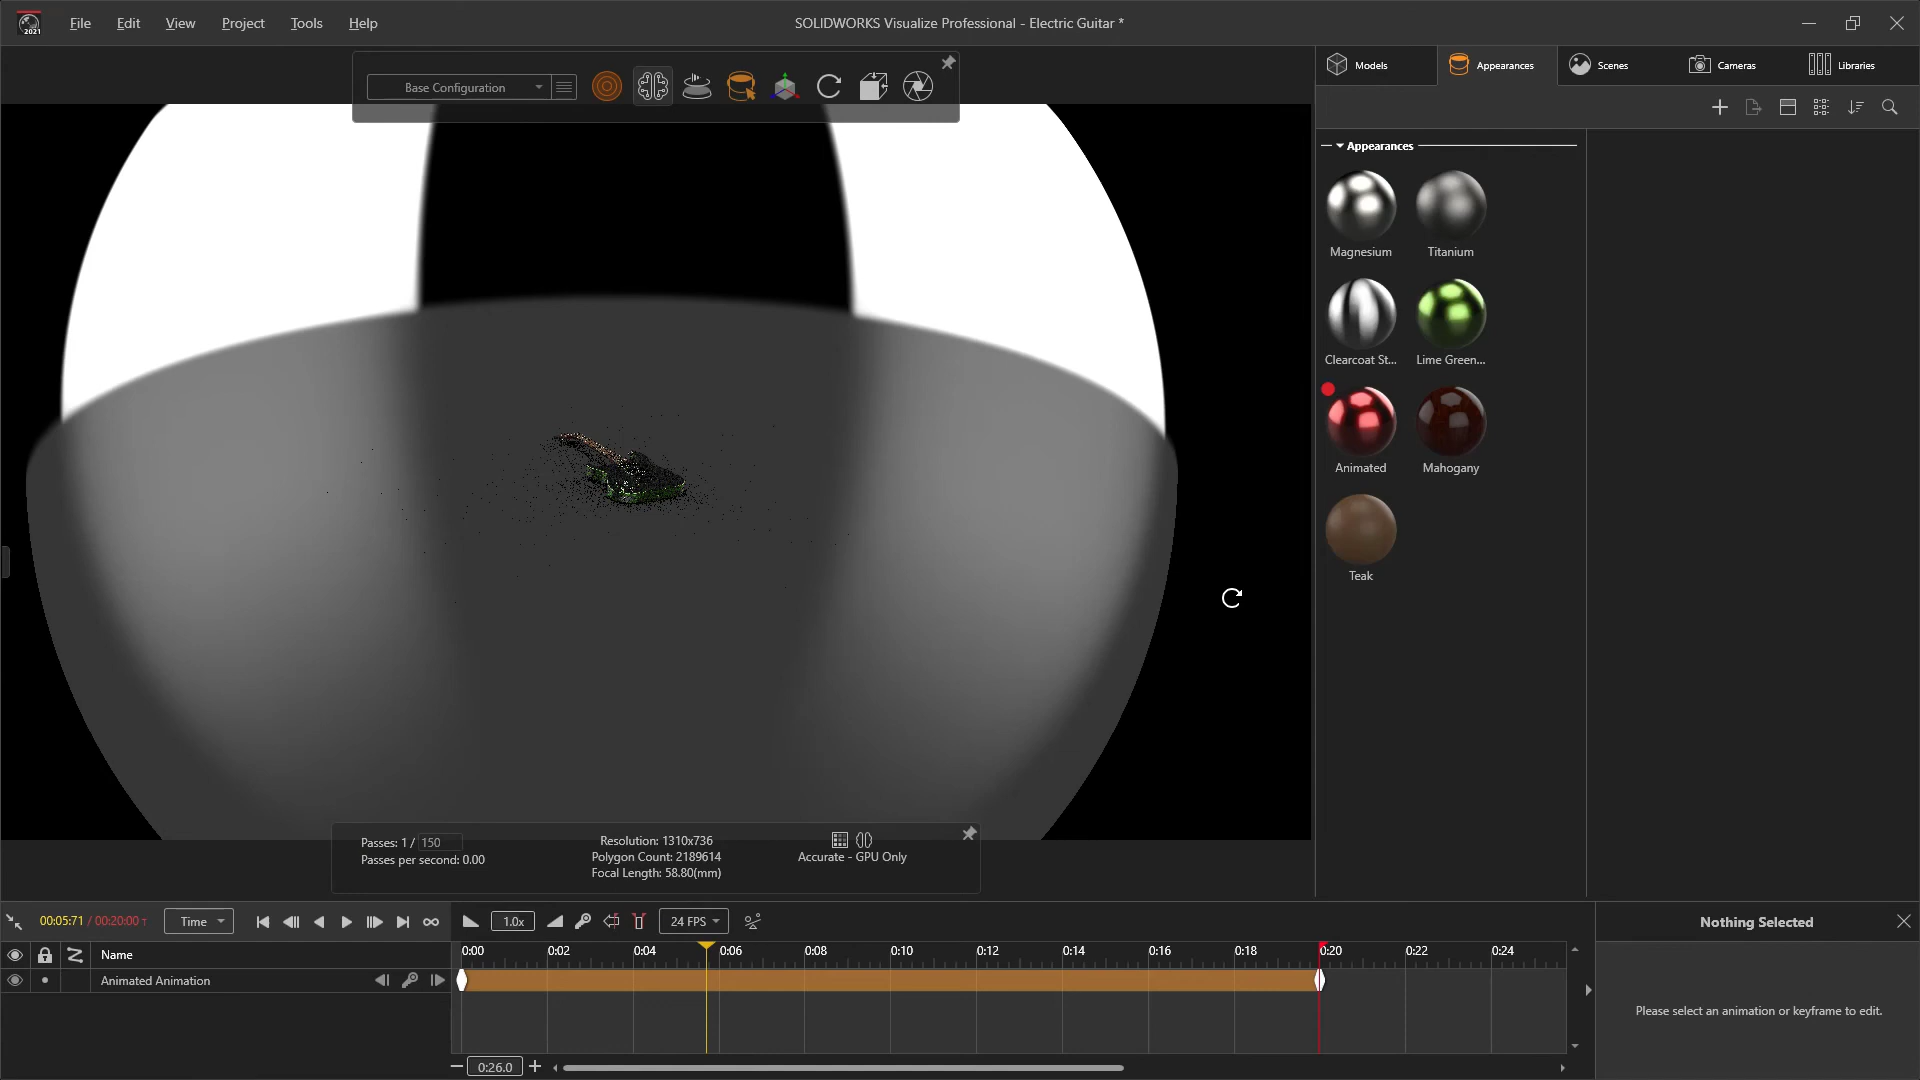 2021
File
Edit
View
Project
Tools
Help
SOLIDWORKS Visualize Professional - Electric Guitar *
Base Configuration
Models
Appearances
Scenes
Cameras
Libraries
Appearances
Magnesium
Titanium
Clearcoat St...
Lime Green...
Animated
Mahogany
Teak
Passes: 1 / 150
Passes per second: 0.00
Resolution: 1310x736
Polygon Count: 2189614
Focal Length: 58.80(mm)
Accurate - GPU Only
00:05:71 / 00:20:00
Time
1.0x
24 FPS
Nothing Selected
Name
0:00 0:02 0:04 0:06 0:08 0:10 0:12 0:14 0:16 0:18 0:20 0:22 0:24
Animated Animation
Please select an animation or keyframe to edit.
0:26.0